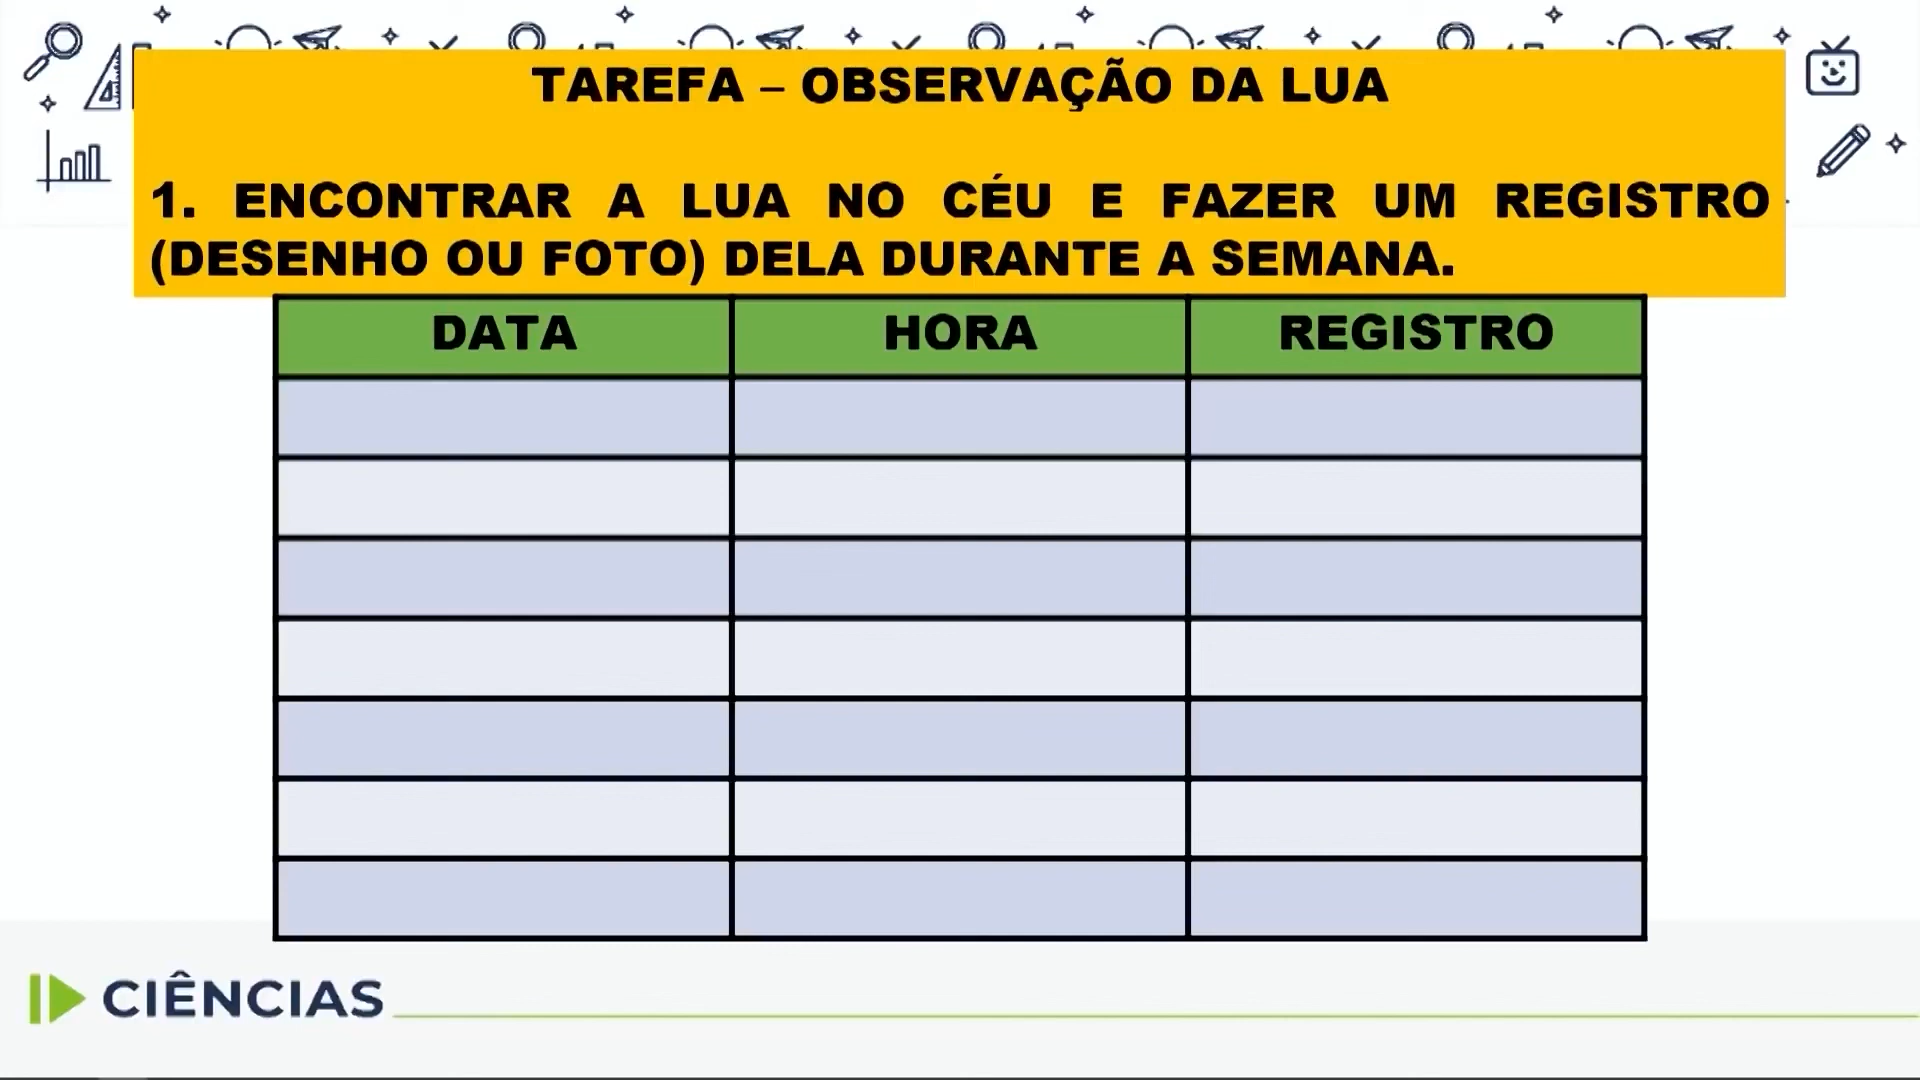 TAREFA – OBSERVAÇÃO DA LUA
1. ENCONTRAR A LUA NO CÉU E FAZER UM REGISTRO
(DESENHO OU FOTO) DELA DURANTE A SEMANA.
DATA HORA REGISTRO
CIÊNCIAS